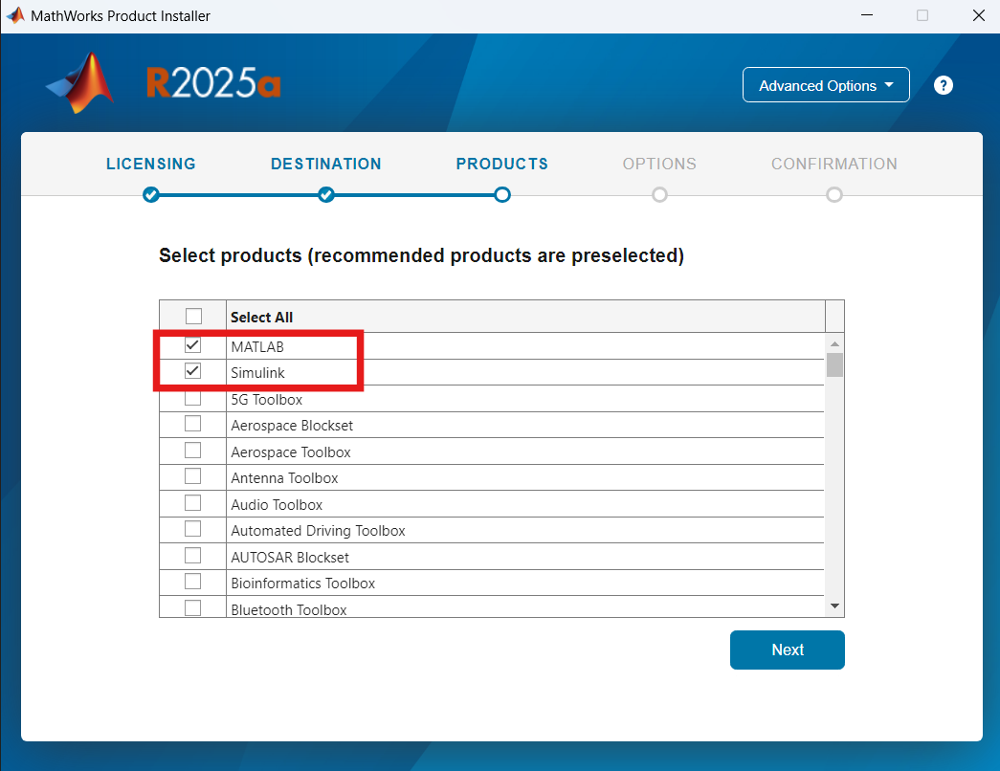 MathWorks Product Installer
R2025a
Advanced Options
?
LICENSING DESTINATION PRODUCTS OPTIONS CONFIRMATION
Select products (recommended products are preselected)
Select All
MATLAB
Simulink
5G Toolbox
Aerospace Blockset
Aerospace Toolbox
Antenna Toolbox
Audio Toolbox
Automated Driving Toolbox
AUTOSAR Blockset
Bioinformatics Toolbox
Bluetooth Toolbox
Next